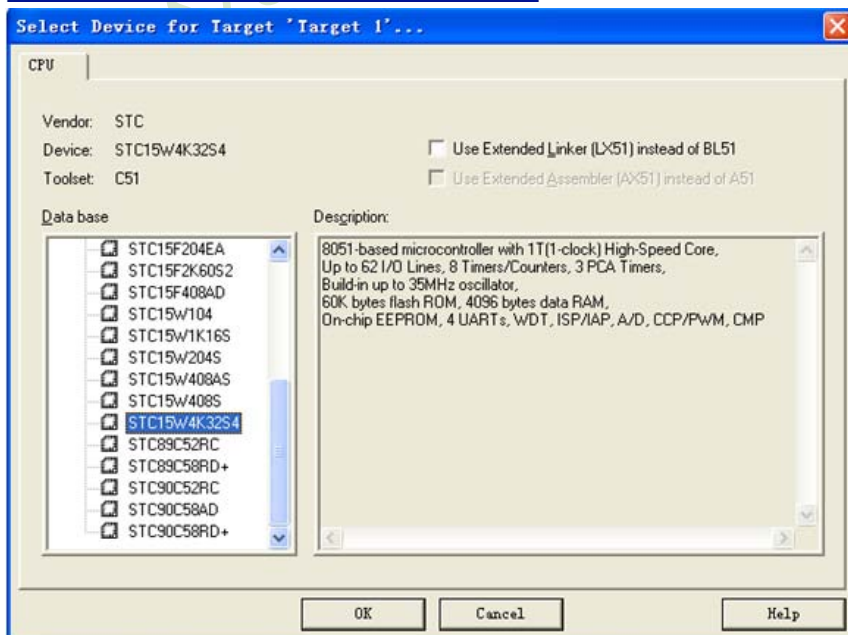 Select Device for Target 'Target 1'...
CPU
Vendor: STC
Device: STC15W4K32S4
Toolset: C51
Use Extended Linker (LX51) instead of BL51
Use Extended Assembler (AX51) instead of A51
Data base
STC15F204EA
STC15F2K60S2
STC15F408AD
STC15W104
STC15W1K16S
STC15W204S
STC15W408AS
STC15W408S
STC15W4K32S4
STC89C52RC
STC89C58RD+
STC90C52RC
STC90C58AD
STC90C58RD+
Description:
8051-based microcontroller with 1T(1-clock) High-Speed Core,
Up to 62 I/O Lines, 8 Timers/Counters, 3 PCA Timers,
Build-in up to 35MHz oscillator,
60K bytes flash ROM, 4096 bytes data RAM,
On-chip EEPROM, 4 UARTs, WDT, ISP/IAP, A/D, CCP/PWM, CMP
OK
Cancel
Help